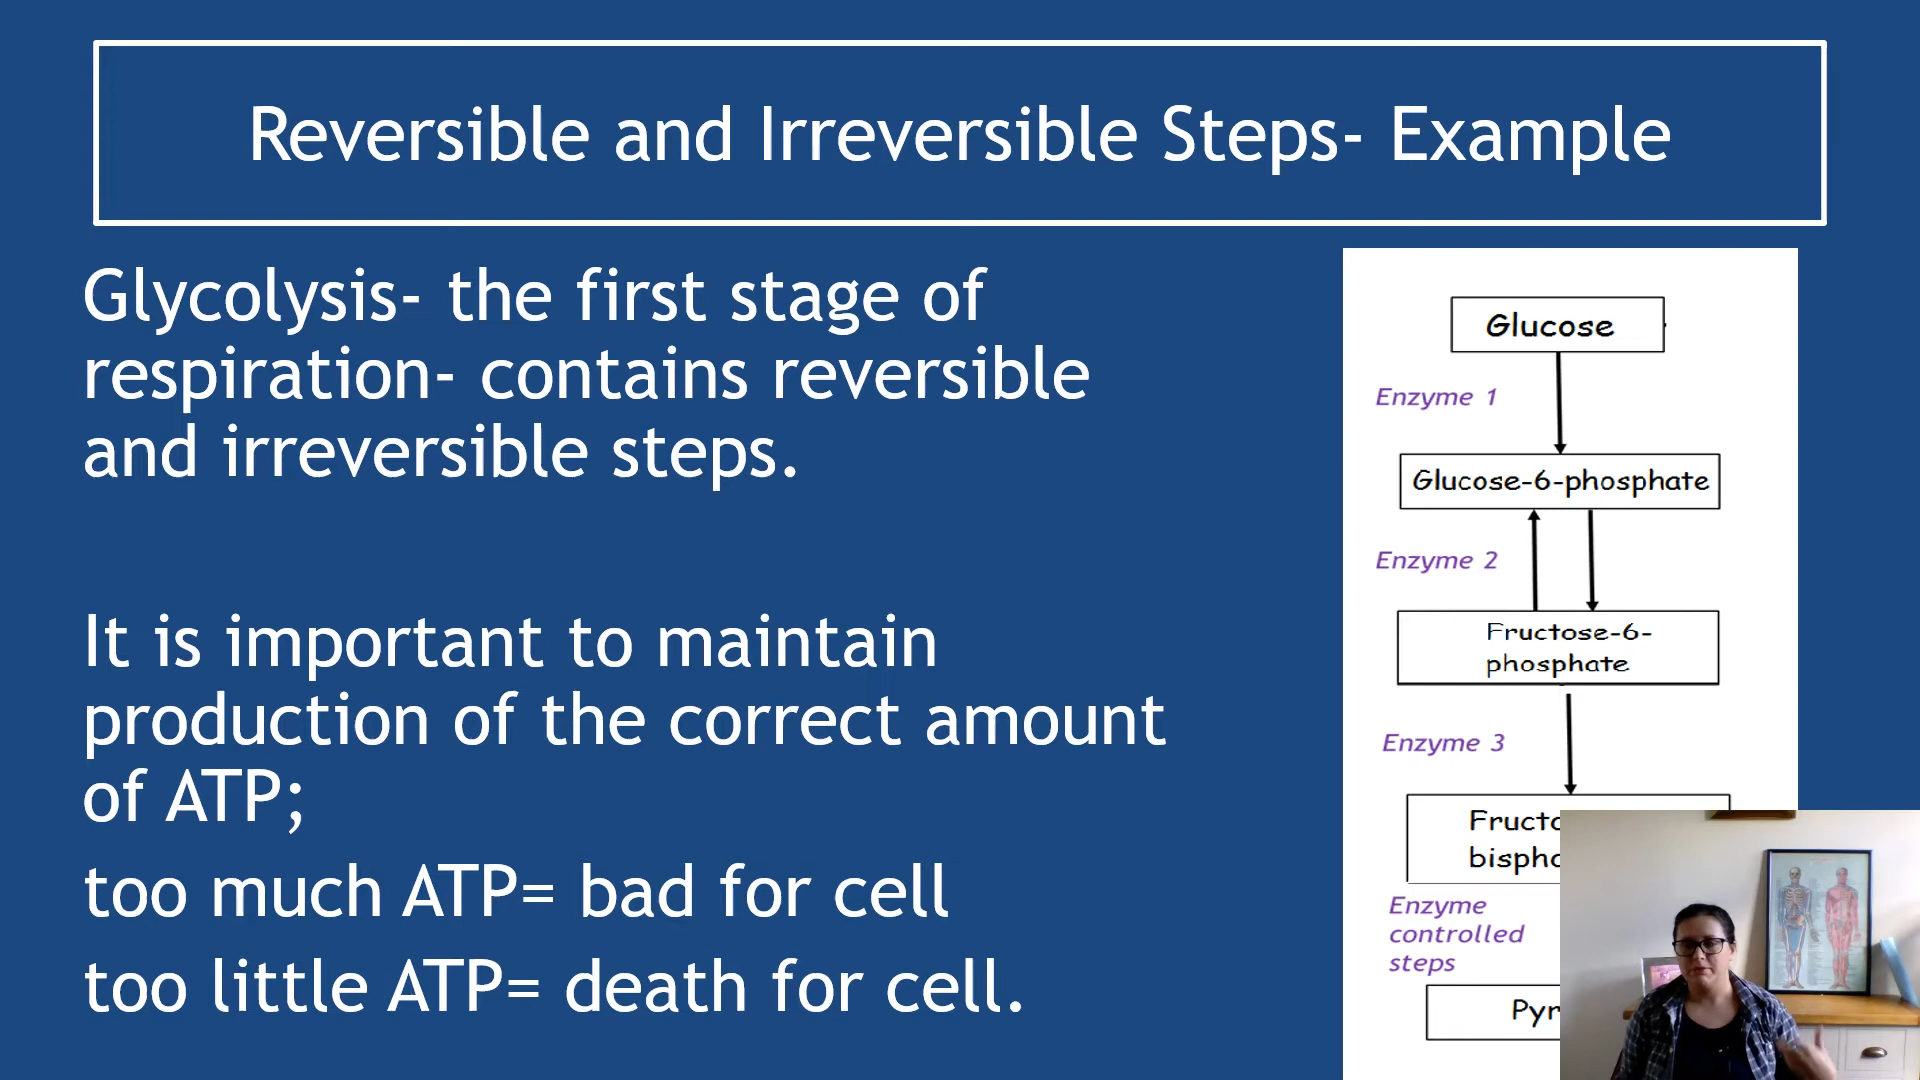 Reversible and Irreversible Steps- Example
Glycolysis- the first stage of
respiration- contains reversible
and irreversible steps.
It is important to maintain
production of the correct amount
of ATP;
too much ATP= bad for cell
too little ATP= death for cell.
Glucose
Enzyme 1
Glucose-6-phosphate
Enzyme 2
Fructose-6-
phosphate
Enzyme 3
Fructo
bispho
Enzyme
controlled
steps
Pyr